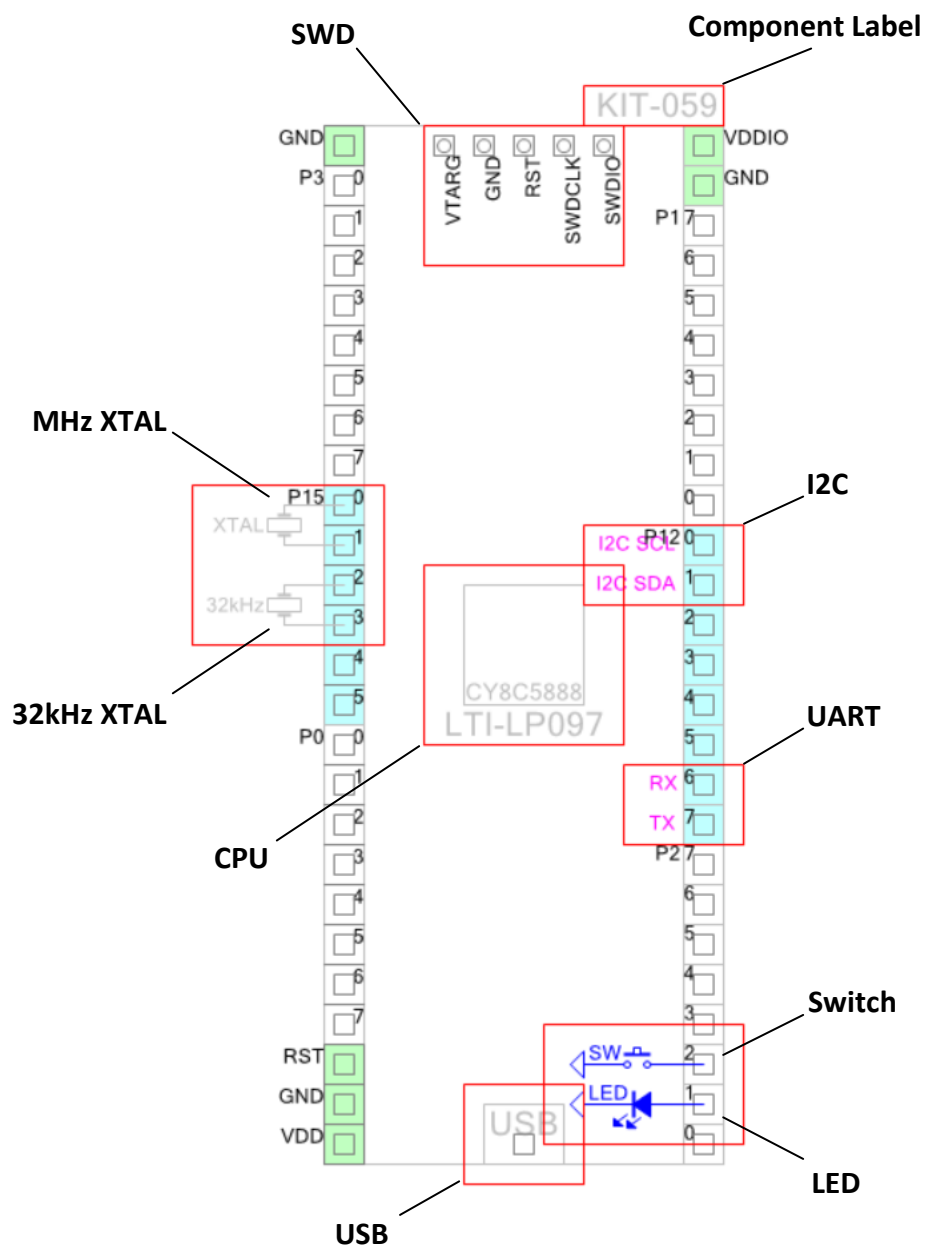 SWD
Component Label
KIT-059
GND
VDDIO
P3 0
GND
VTARG
GND
RST
SWDCLK
SWDIO
1
P1 7
2
6
3
5
4
4
5
3
6
2
MHz XTAL
7
1
I2C
P15 0
0
XTAL
1
I2C SCL
P12 0
2
I2C SDA
1
32kHz
3
2
4
3
32kHz XTAL
5
CY8C5888
4
LTI-LP097
UART
P0 0
5
1
RX 6
2
TX 7
CPU
3
P2 7
4
6
5
5
6
4
Switch
7
3
RST
SW
2
GND
LED
1
VDD
USB
0
LED
USB